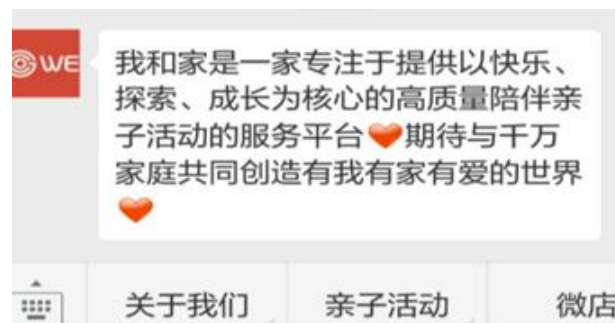 WE
我和家是一家专注于提供以快乐、
探索、成长为核心的高质量陪伴亲
子活动的服务平台❤期待与千万
家庭共同创造有我有家有爱的世界
❤
关于我们 亲子活动 微店